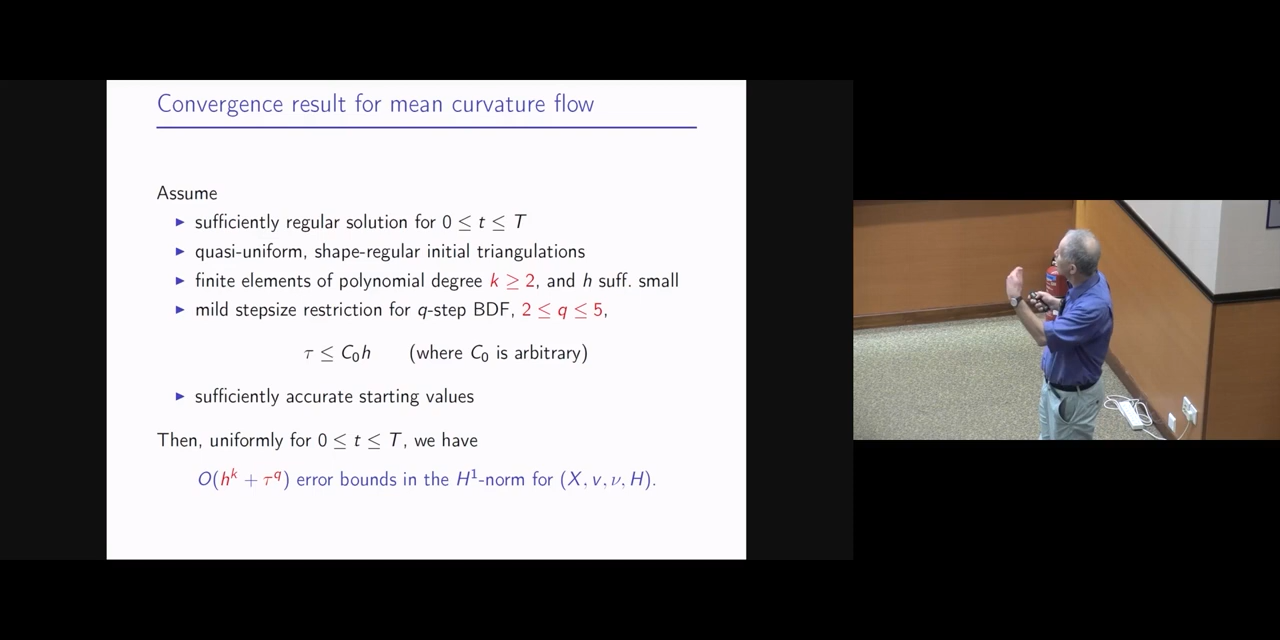 Convergence result for mean curvature flow
Assume
▶ sufficiently regular solution for 0 ≤ t ≤ T
▶ quasi-uniform, shape-regular initial triangulations
▶ finite elements of polynomial degree k ≥ 2, and h suff. small
▶ mild stepsize restriction for q-step BDF, 2 ≤ q ≤ 5,
τ ≤ C₀h (where C₀ is arbitrary)
▶ sufficiently accurate starting values
Then, uniformly for 0 ≤ t ≤ T, we have
O(hᵏ + τ^q) error bounds in the H¹-norm for (X, v, ν, H).